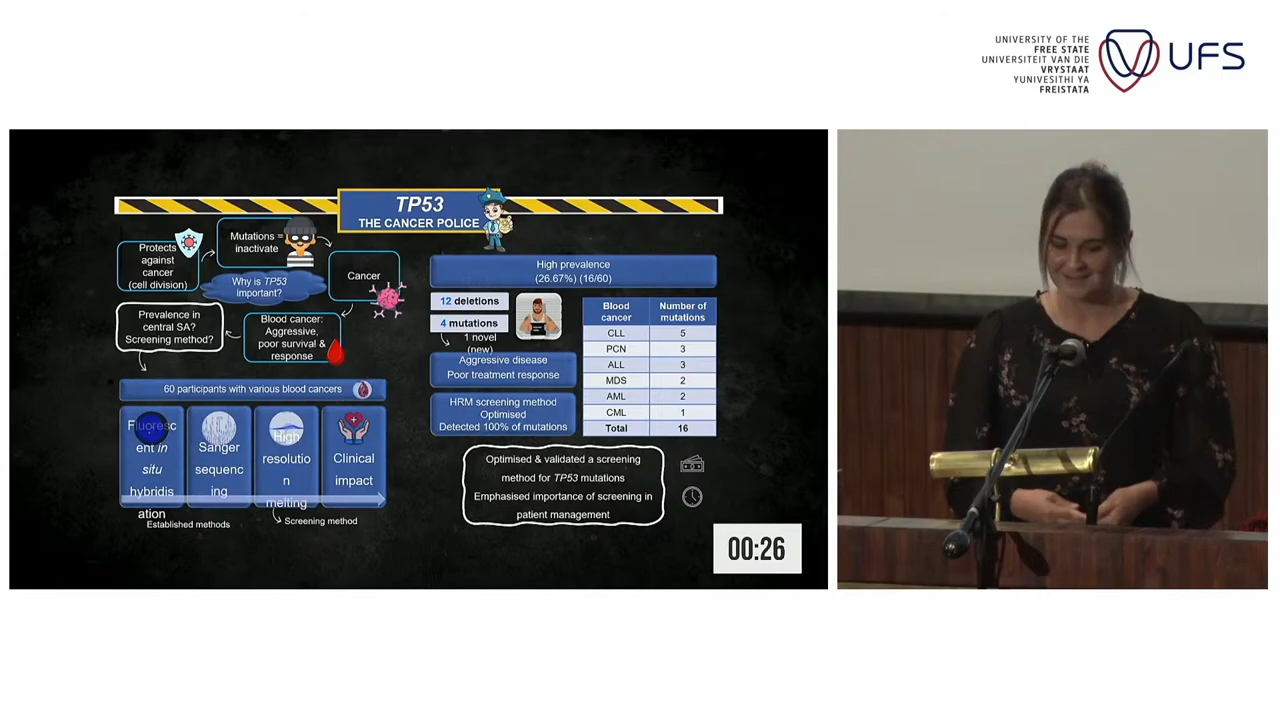 UNIVERSITY OF THE
FREE STATE
UNIVERSITEIT VAN DIE
VRYSTAAT
YUNIVESITHI YA
FREISTATA
UFS
TP53
THE CANCER POLICE
Protects
against
cancer
(cell division)
Mutations =
inactivate
Why is TP53
important?
Cancer
Blood cancer:
Aggressive,
poor survival &
response
Prevalence in
central SA?
Screening method?
60 participants with various blood cancers
Fluoresc
ent in
situ
hybridis
ation
Sanger
sequenc
ing
High
resolutio
n
melting
Clinical
impact
Established methods
Screening method
High prevalence
(26.67%) (16/60)
12 deletions
4 mutations
1 novel
(new)
Aggressive disease
Poor treatment response
HRM screening method
Optimised
Detected 100% of mutations
Blood cancer Number of mutations
CLL 5
PCN 3
ALL 3
MDS 2
AML 2
CML 1
Total 16
Optimised & validated a screening
method for TP53 mutations
Emphasised importance of screening in
patient management
00:26